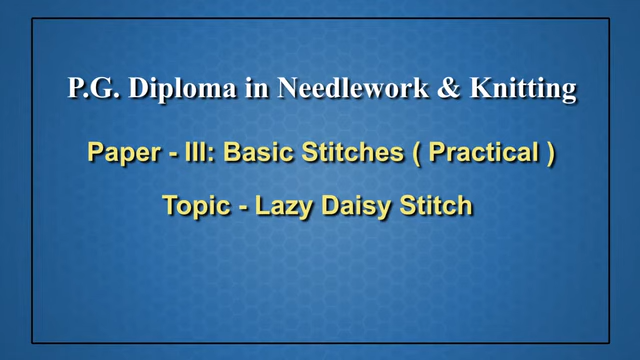 P.G. Diploma in Needlework & Knitting
Paper - III: Basic Stitches ( Practical )
Topic - Lazy Daisy Stitch